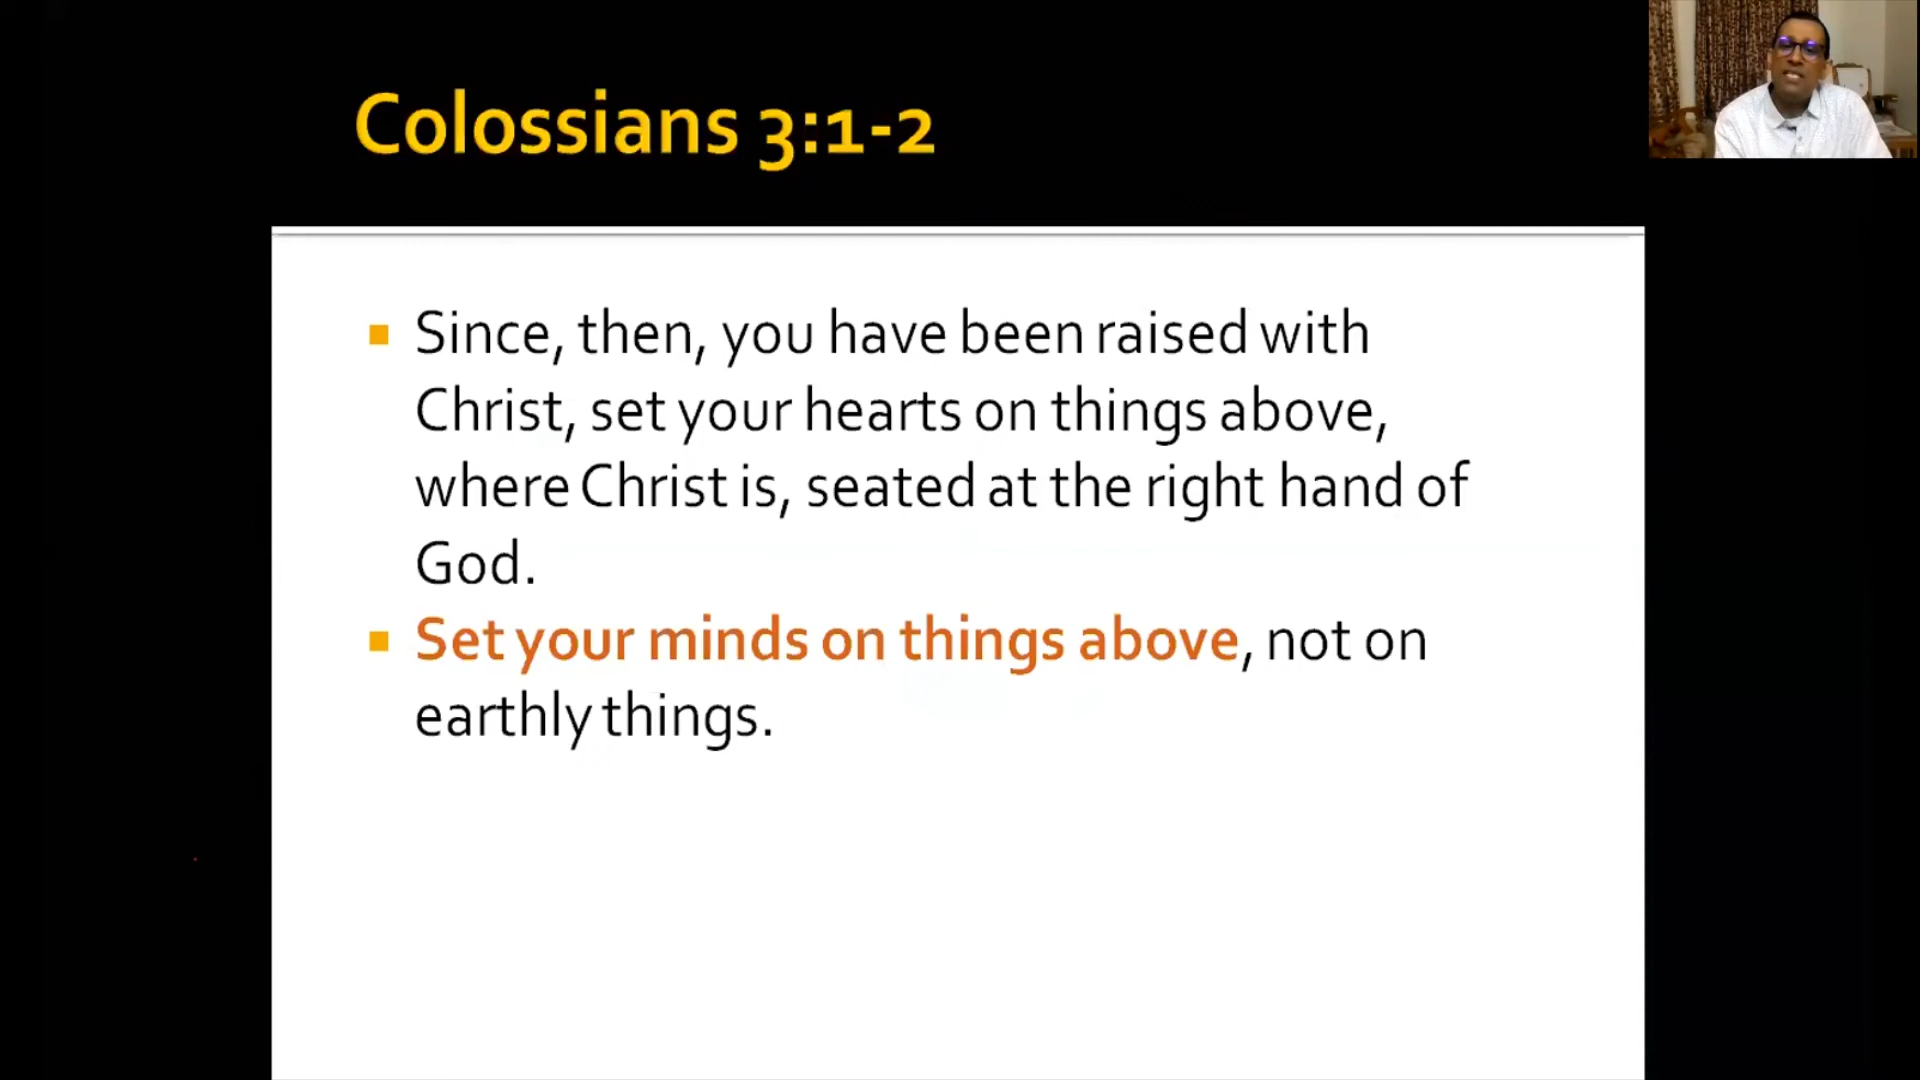 Colossians 3:1-2
Since, then, you have been raised with
Christ, set your hearts on things above,
where Christ is, seated at the right hand of
God.
Set your minds on things above, not on
earthly things.